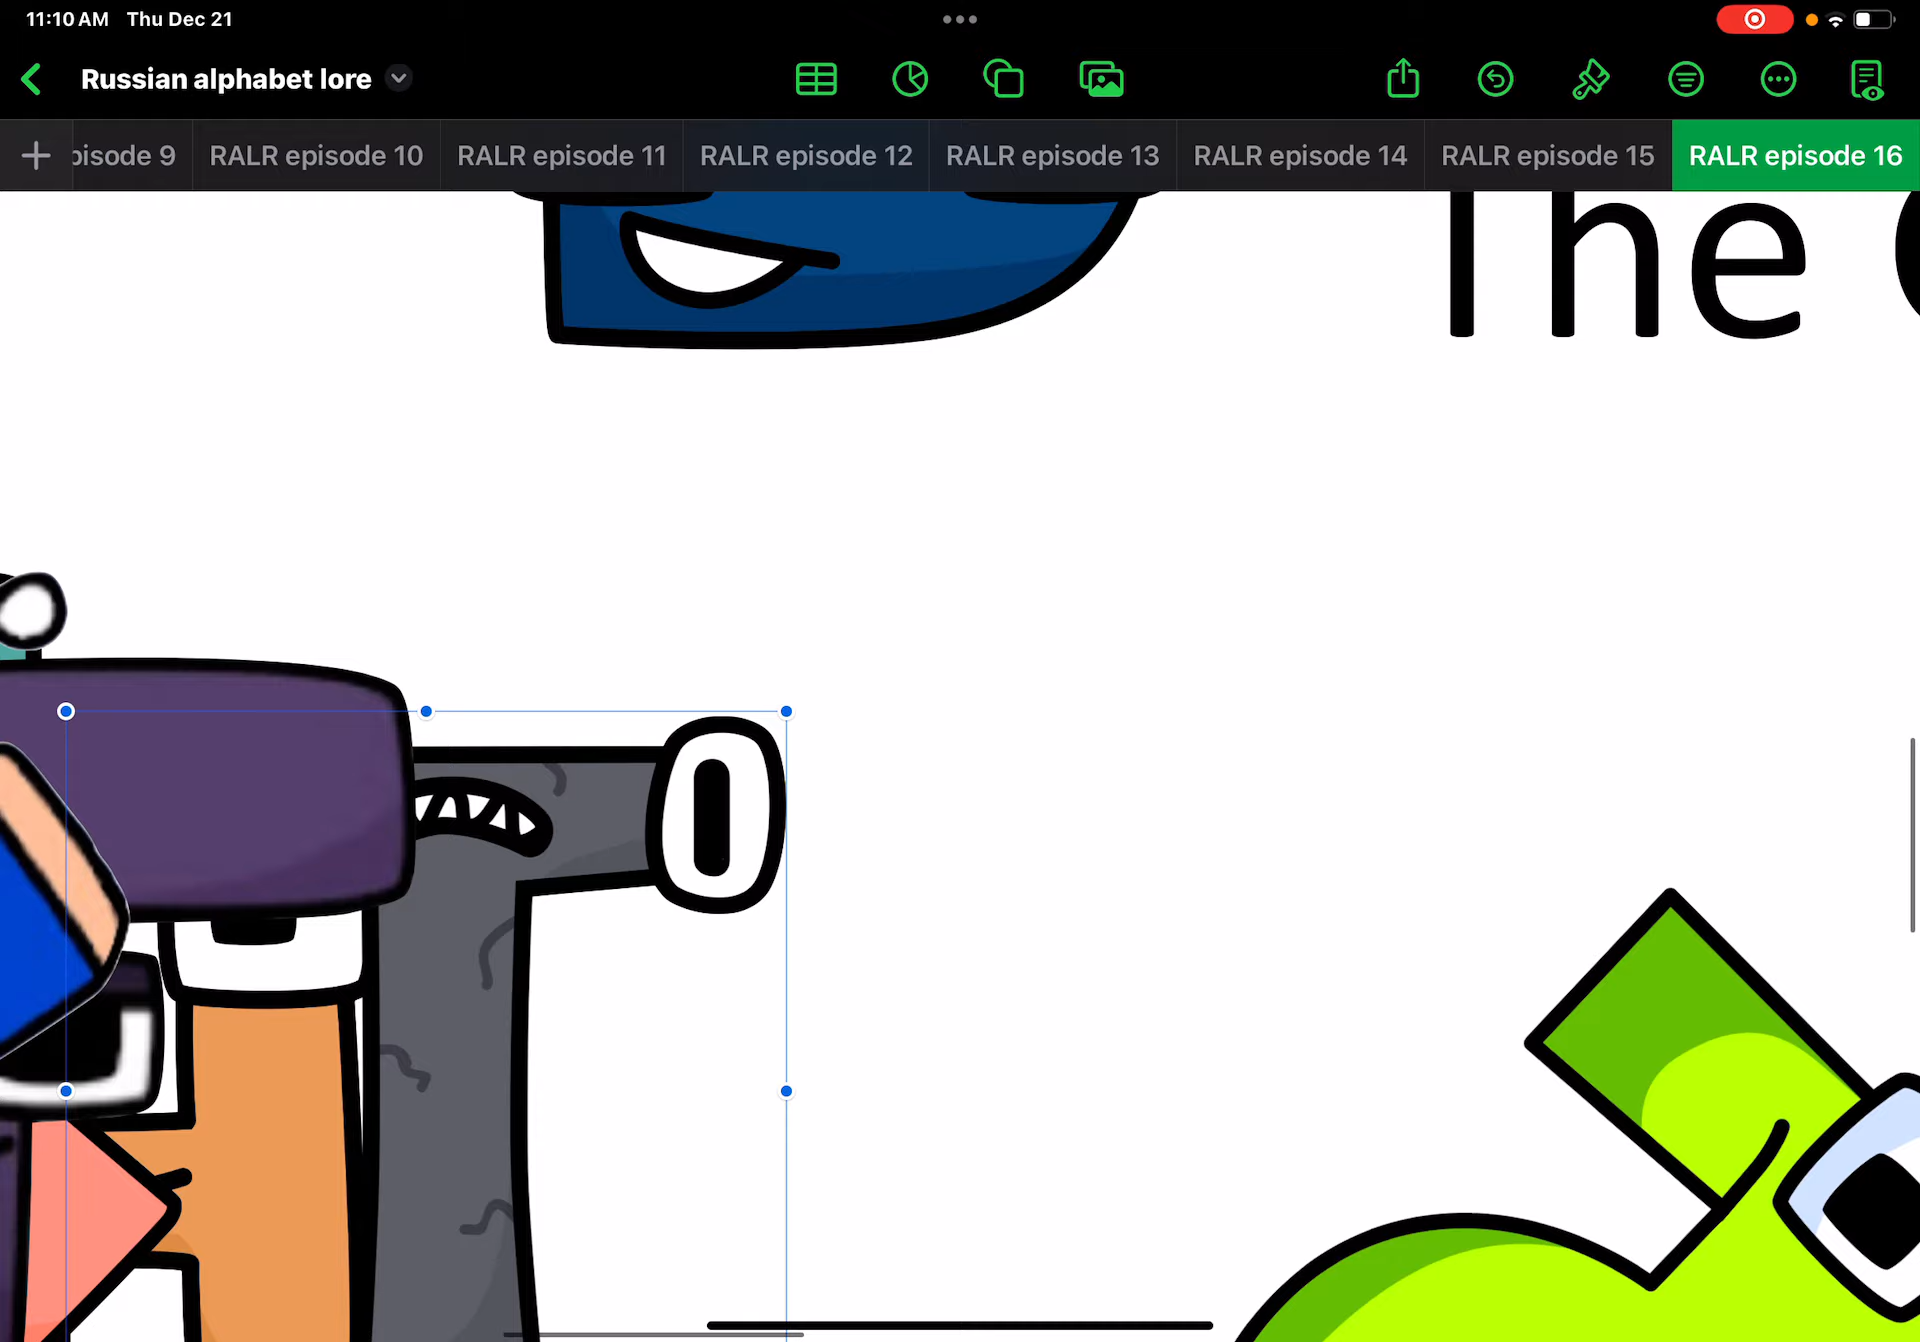 11:10 AM Thu Dec 21
Russian alphabet lore
pisode 9 RALR episode 10 RALR episode 11 RALR episode 12 RALR episode 13 RALR episode 14 RALR episode 15 RALR episode 16
The